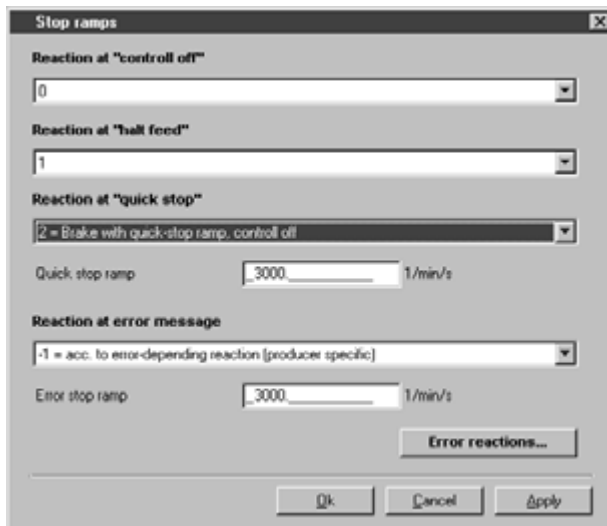 Stop ramps
Reaction at "controll off"
0
Reaction at "halt feed"
1
Reaction at "quick stop"
2 = Brake with quick-stop ramp, controll off
Quick stop ramp _3000.____________ 1/min/s
Reaction at error message
-1 = acc. to error-depending reaction (producer specific)
Error stop ramp _3000.____________ 1/min/s
Error reactions...
Ok Cancel Apply